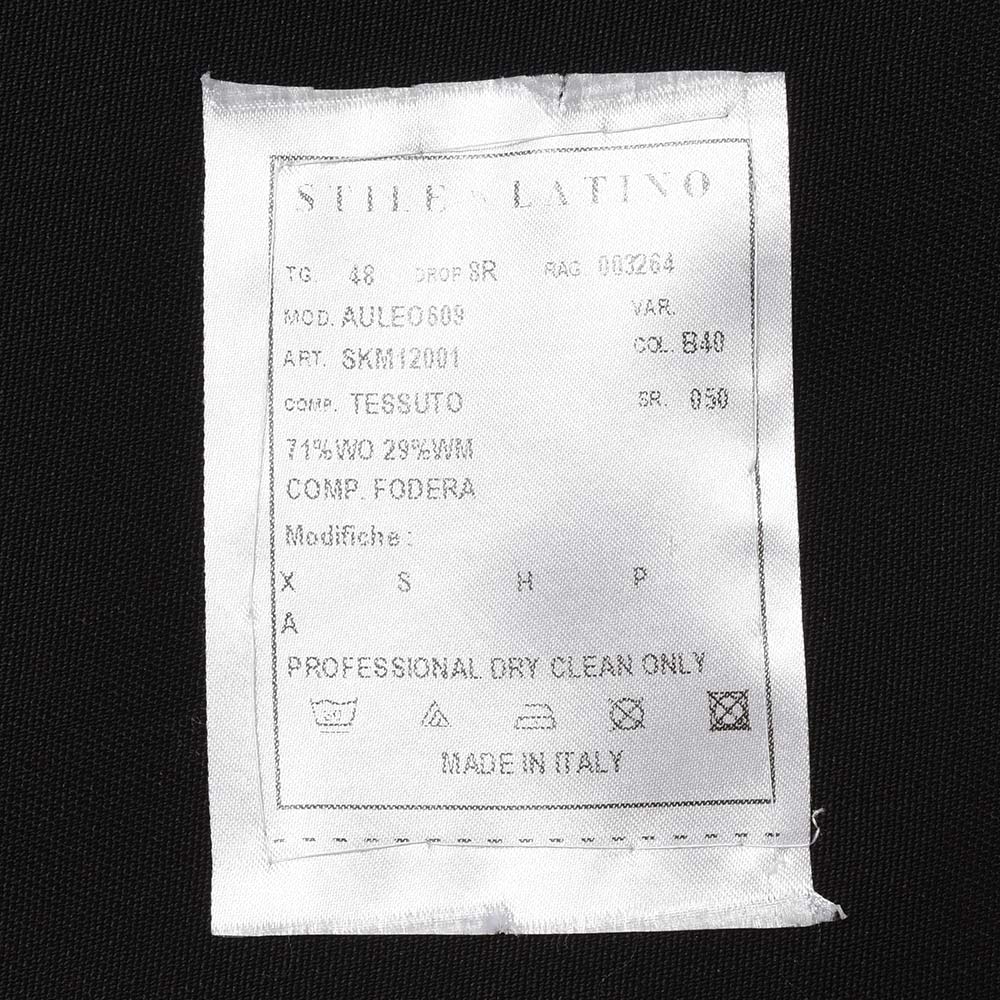 STILE LATINO
TG. 48 DROP 8R RAG 003264
MOD. AULEO609 VAR.
COL. B40
ART. SKM12001
COMP. TESSUTO SR. 050
71%WO 29%WM
COMP. FODERA
Modifiche:
X S H P
A
PROFESSIONAL DRY CLEAN ONLY
MADE IN ITALY